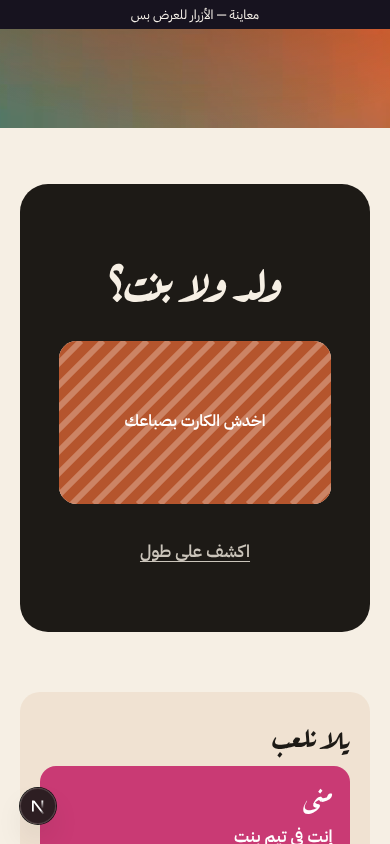 معاينة — الأزرار للعرض بس
ولد ولا بنت؟
اخدش الكارت بصباعك
اكشف على طول
يلا نلعب
منى
إنت في تيم بنت
N